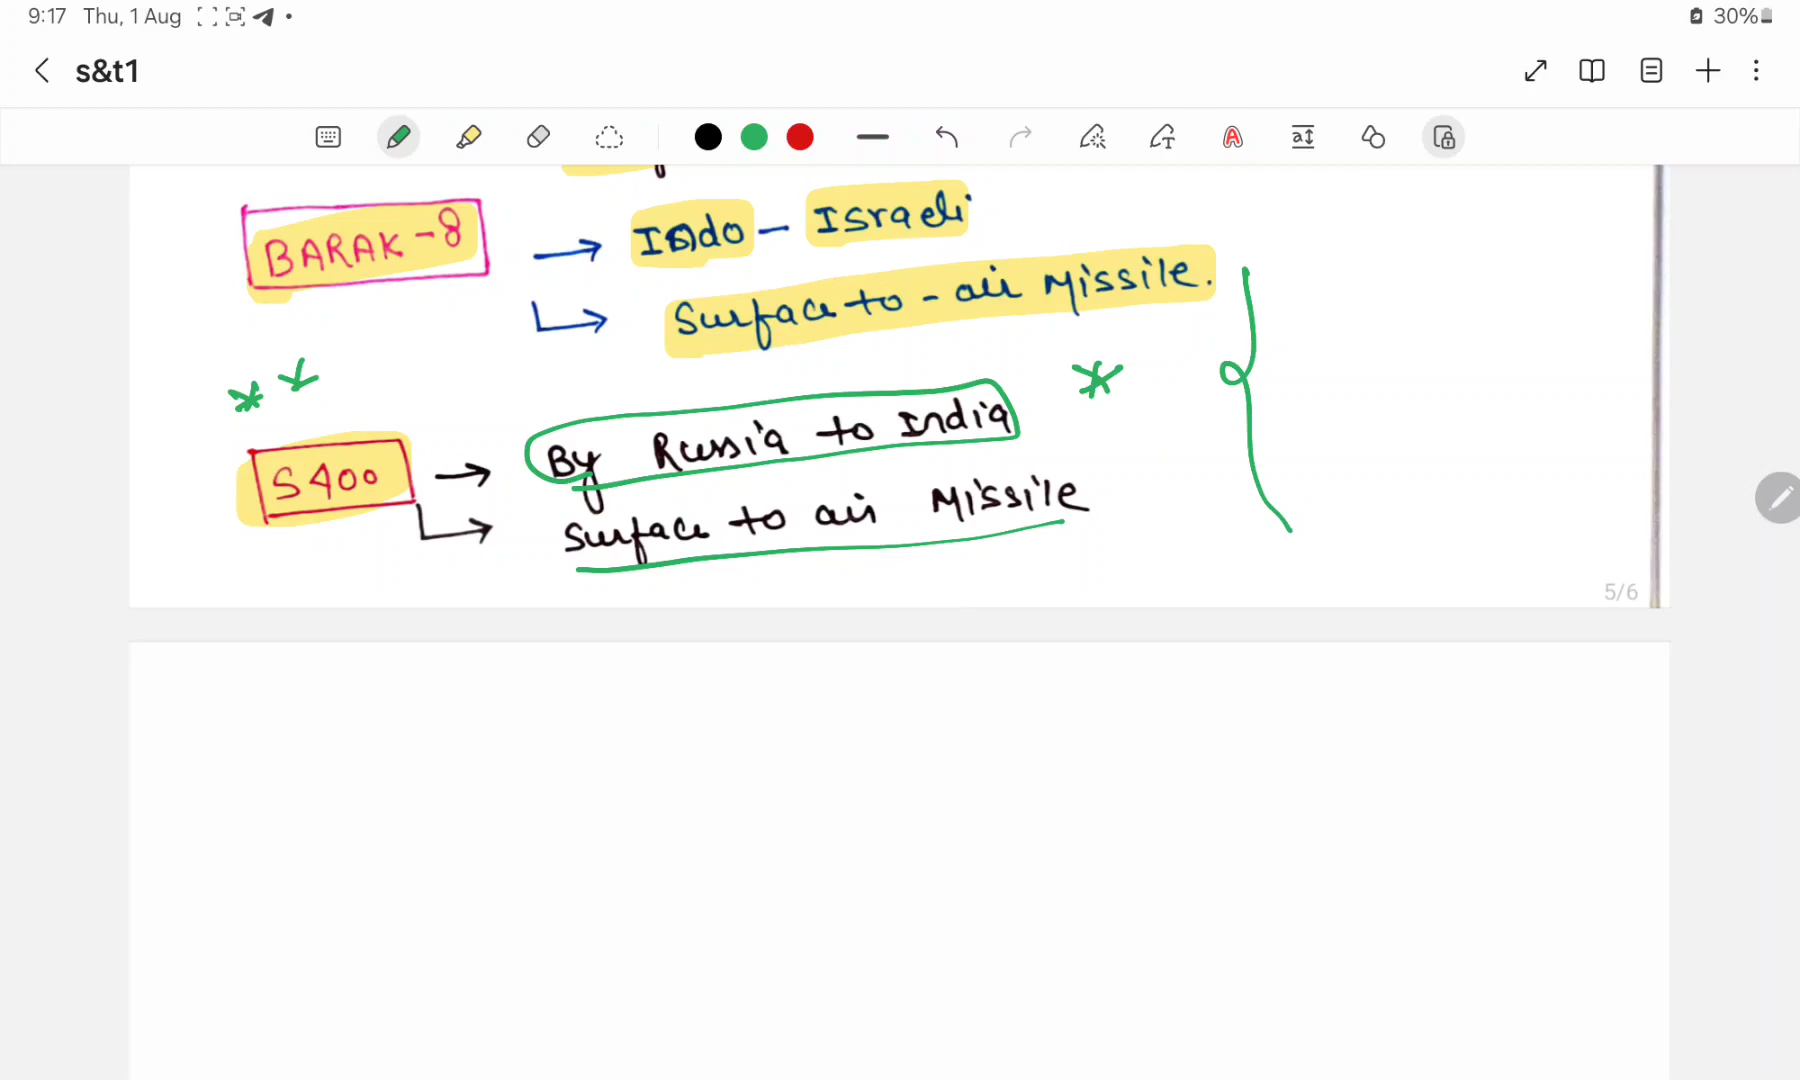 9:17 Thu, 1 Aug
30%
s&t1
BARAK-8 → Indo - Israeli
↳ Surface to - air Missile.
S400 → By Russia to India
↳ Surface to air Missile
5/6